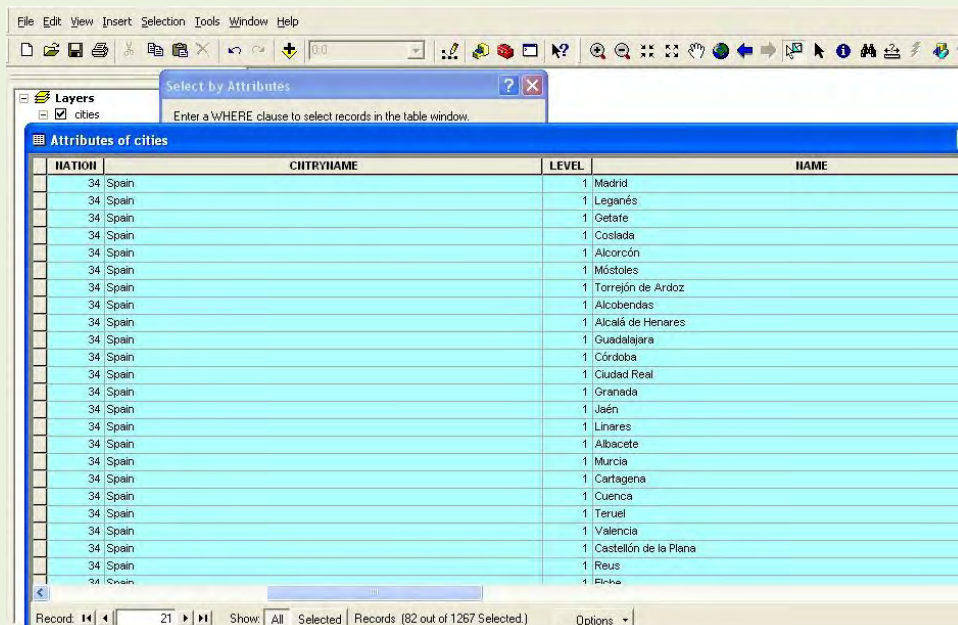 File Edit View Insert Selection Tools Window Help
0:0
Select by Attributes
Layers
cities
Enter a WHERE clause to select records in the table window.
Attributes of cities
NATION CNTRYNAME LEVEL NAME
34 Spain 1 Madrid
34 Spain 1 Leganés
34 Spain 1 Getafe
34 Spain 1 Coslada
34 Spain 1 Alcorcón
34 Spain 1 Móstoles
34 Spain 1 Torrejón de Ardoz
34 Spain 1 Alcobendas
34 Spain 1 Alcalá de Henares
34 Spain 1 Guadalajara
34 Spain 1 Córdoba
34 Spain 1 Ciudad Real
34 Spain 1 Granada
34 Spain 1 Jaén
34 Spain 1 Linares
34 Spain 1 Albacete
34 Spain 1 Murcia
34 Spain 1 Cartagena
34 Spain 1 Cuenca
34 Spain 1 Teruel
34 Spain 1 Valencia
34 Spain 1 Castellón de la Plana
34 Spain 1 Reus
34 Spain 1 Elche
Record: 21 Show: All Selected Records (82 out of 1267 Selected.) Options